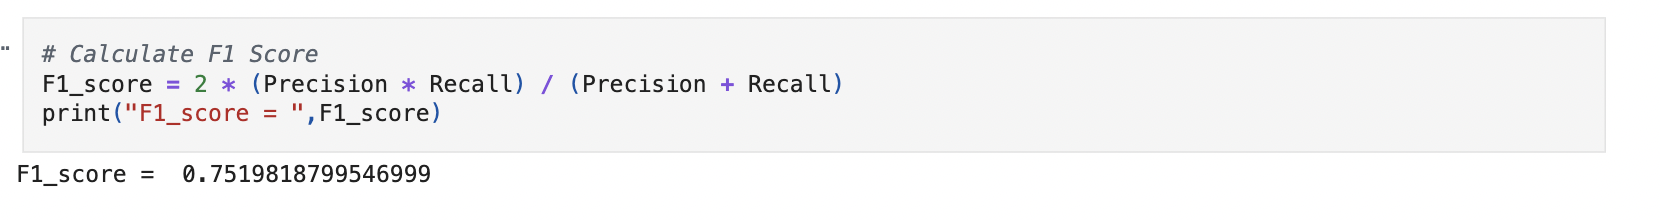 # Calculate F1 Score
F1_score = 2 * (Precision * Recall) / (Precision + Recall)
print("F1_score = ",F1_score)
F1_score =  0.7519818799546999